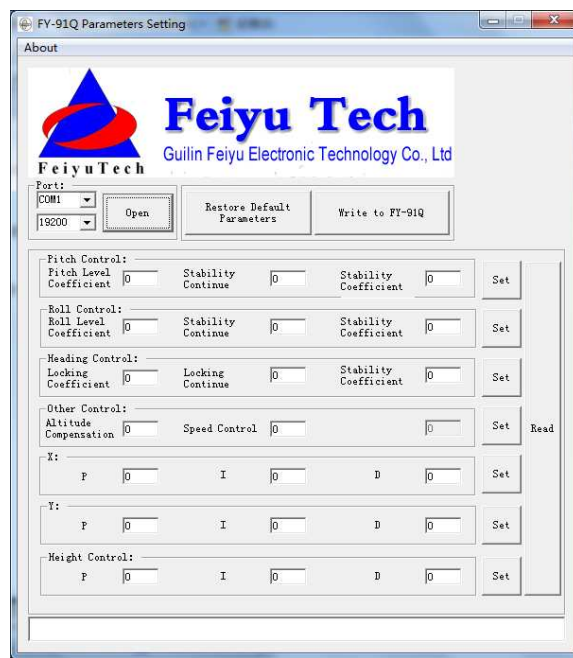 FY-91Q Parameters Setting
About
Feiyu Tech
Guilin Feiyu Electronic Technology Co., Ltd
FeiyuTech
Port:
COM1
19200
Open
Restore Default
Parameters
Write to FY-91Q
Pitch Control:
Pitch Level
Coefficient 0
Stability
Continue 0
Stability
Coefficient 0
Set
Roll Control:
Roll Level
Coefficient 0
Stability
Continue 0
Stability
Coefficient 0
Set
Heading Control:
Locking
Coefficient 0
Locking
Continue 0
Stability
Coefficient 0
Set
Other Control:
Altitude
Compensation 0
Speed Control 0
0
Set
Read
X:
P 0 I 0 D 0 Set
Y:
P 0 I 0 D 0 Set
Height Control:
P 0 I 0 D 0 Set